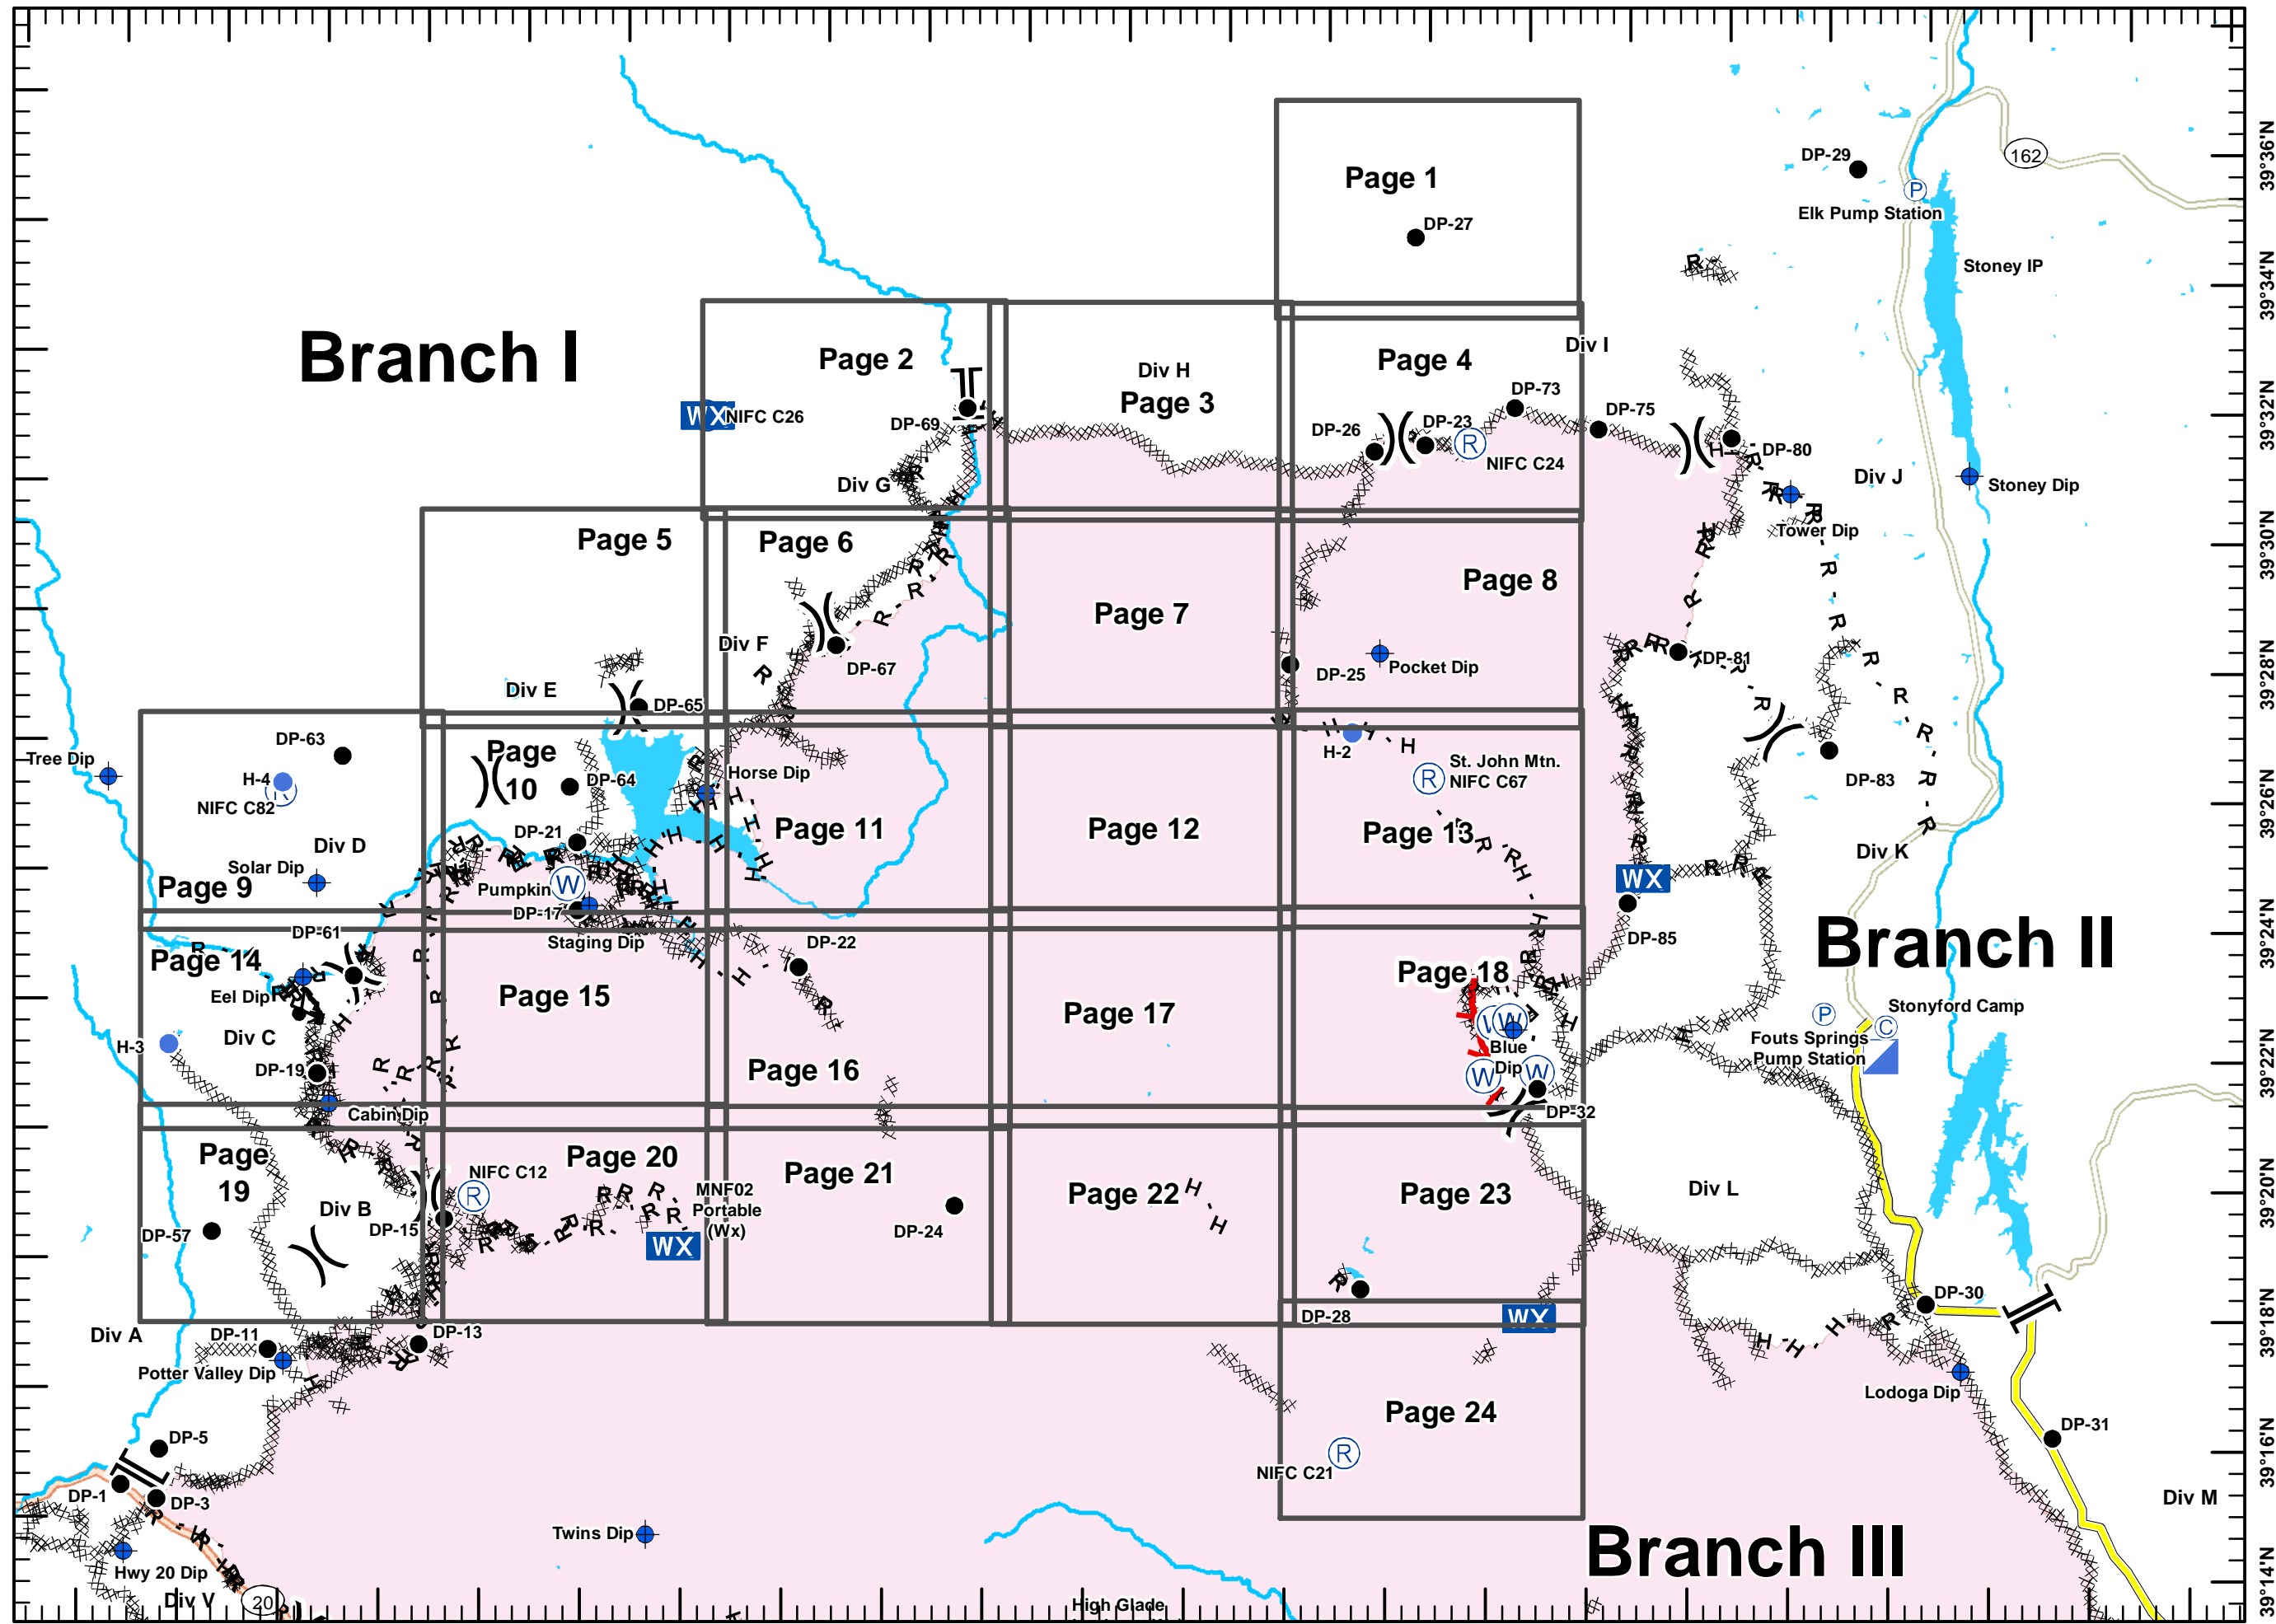 162
39°36'N
DP-29
P
Elk Pump Station
Page 1
DP-27
Stoney IP
39°34'N
Branch I
Page 2
Div H
Page 3
Page 4
Div I
WX
NIFC C26
DP-69
DP-26
DP-23
DP-73
DP-75
R
NIFC C24
DP-80
39°32'N
Div G
Div J
Stoney Dip
Tower Dip
39°30'N
Page 5
Page 6
Page 7
Page 8
Div F
DP-67
DP-25
Pocket Dip
DP-81
39°28'N
Div E
DP-65
DP-63
Tree Dip
H-4
NIFC C82
Page
10
DP-64
Horse Dip
H-2
St. John Mtn.
NIFC C67
R
DP-83
39°26'N
Div D
DP-21
Page 11
Page 12
Page 13
Solar Dip
Page 9
Pumpkin
W
DP-17
Div K
WX
DP-61
Staging Dip
DP-22
DP-85
39°24'N
Branch II
Page 14
Eel Dip
Page 15
Page 17
Page 18
Div C
H-3
W
W
Blue
Dip
W
W
P
Stonyford Camp
C
Fouts Springs
Pump Station
39°22'N
DP-19
Page 16
Cabin Dip
DP-32
Page
19
NIFC C12
R
Page 20
MNF02
Portable
(Wx)
Page 21
Page 22
Page 23
Div L
39°20'N
Div B
DP-57
DP-15
WX
DP-24
DP-28
WX
DP-30
39°18'N
Div A
DP-11
DP-13
Potter Valley Dip
Lodoga Dip
Page 24
DP-5
DP-31
39°16'N
NIFC C21
R
DP-1
DP-3
Div M
Twins Dip
Branch III
Hwy 20 Dip
Div V
20
High Glade
39°14'N